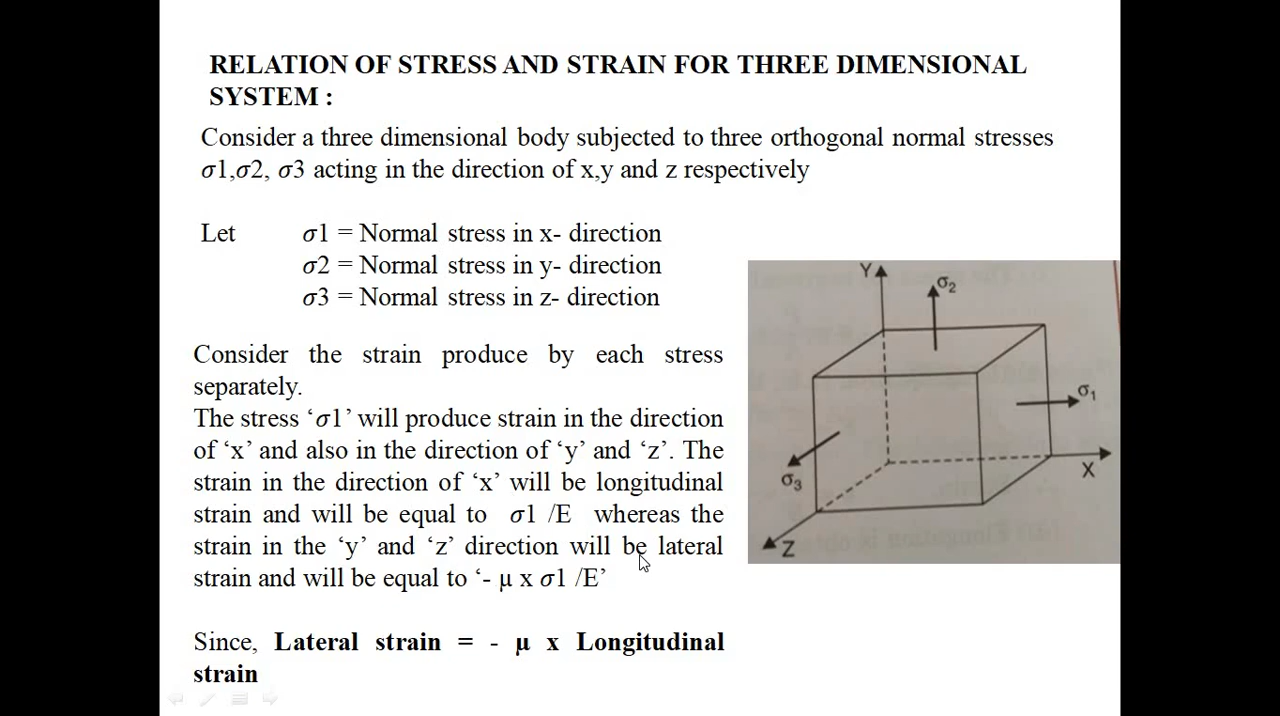 RELATION OF STRESS AND STRAIN FOR THREE DIMENSIONAL
SYSTEM :
Consider a three dimensional body subjected to three orthogonal normal stresses
σ1,σ2, σ3 acting in the direction of x,y and z respectively
Let σ1 = Normal stress in x- direction
σ2 = Normal stress in y- direction
σ3 = Normal stress in z- direction
Consider the strain produce by each stress
separately.
The stress ‘σ1’ will produce strain in the direction
of ‘x’ and also in the direction of ‘y’ and ‘z’. The
strain in the direction of ‘x’ will be longitudinal
strain and will be equal to σ1 /E whereas the
strain in the ‘y’ and ‘z’ direction will be lateral
strain and will be equal to ‘- μ x σ1 /E’
Since, Lateral strain = - μ x Longitudinal
strain
Y
σ₂
σ₁
X
σ₃
Z